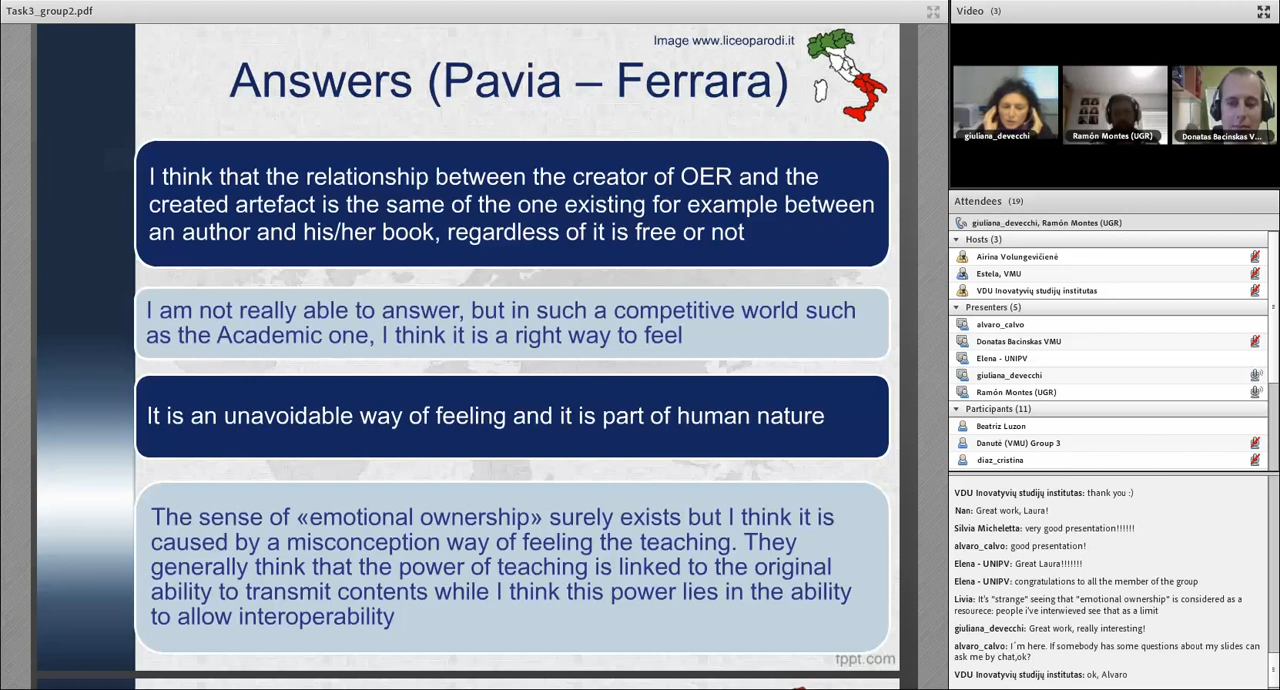 Task3_group2.pdf
Image www.liceoparodi.it
Answers (Pavia – Ferrara)
I think that the relationship between the creator of OER and the
created artefact is the same of the one existing for example between
an author and his/her book, regardless of it is free or not
I am not really able to answer, but in such a competitive world such
as the Academic one, I think it is a right way to feel
It is an unavoidable way of feeling and it is part of human nature
The sense of «emotional ownership» surely exists but I think it is
caused by a misconception way of feeling the teaching. They
generally think that the power of teaching is linked to the original
ability to transmit contents while I think this power lies in the ability
to allow interoperability
fppt.com
Video (3)
giuliana_devecchi
Ramón Montes (UGR)
Donatas Bacinskas V...
Attendees (19)
giuliana_devecchi, Ramón Montes (UGR)
Hosts (3)
Airina Volungevičienė
Estela, VMU
VDU Inovatyvių studijų institutas
Presenters (5)
alvaro_calvo
Donatas Bacinskas VMU
Elena - UNIPV
giuliana_devecchi
Ramón Montes (UGR)
Participants (11)
Beatriz Luzon
Danutė (VMU) Group 3
diaz_cristina
VDU Inovatyvių studijų institutas: thank you :)
Nan: Great work, Laura!
Silvia Micheletta: very good presentation!!!!!!
alvaro_calvo: good presentation!
Elena - UNIPV: Great Laura!!!!!!!
Elena - UNIPV: congratulations to all the member of the group
Livia: It's "strange" seeing that "emotional ownership" is considered as a
resourece: people i've interwieved see that as a limit
giuliana_devecchi: Great work, really interesting!
alvaro_calvo: I´m here. If somebody has some questions about my slides can
ask me by chat,ok?
VDU Inovatyvių studijų institutas: ok, Alvaro